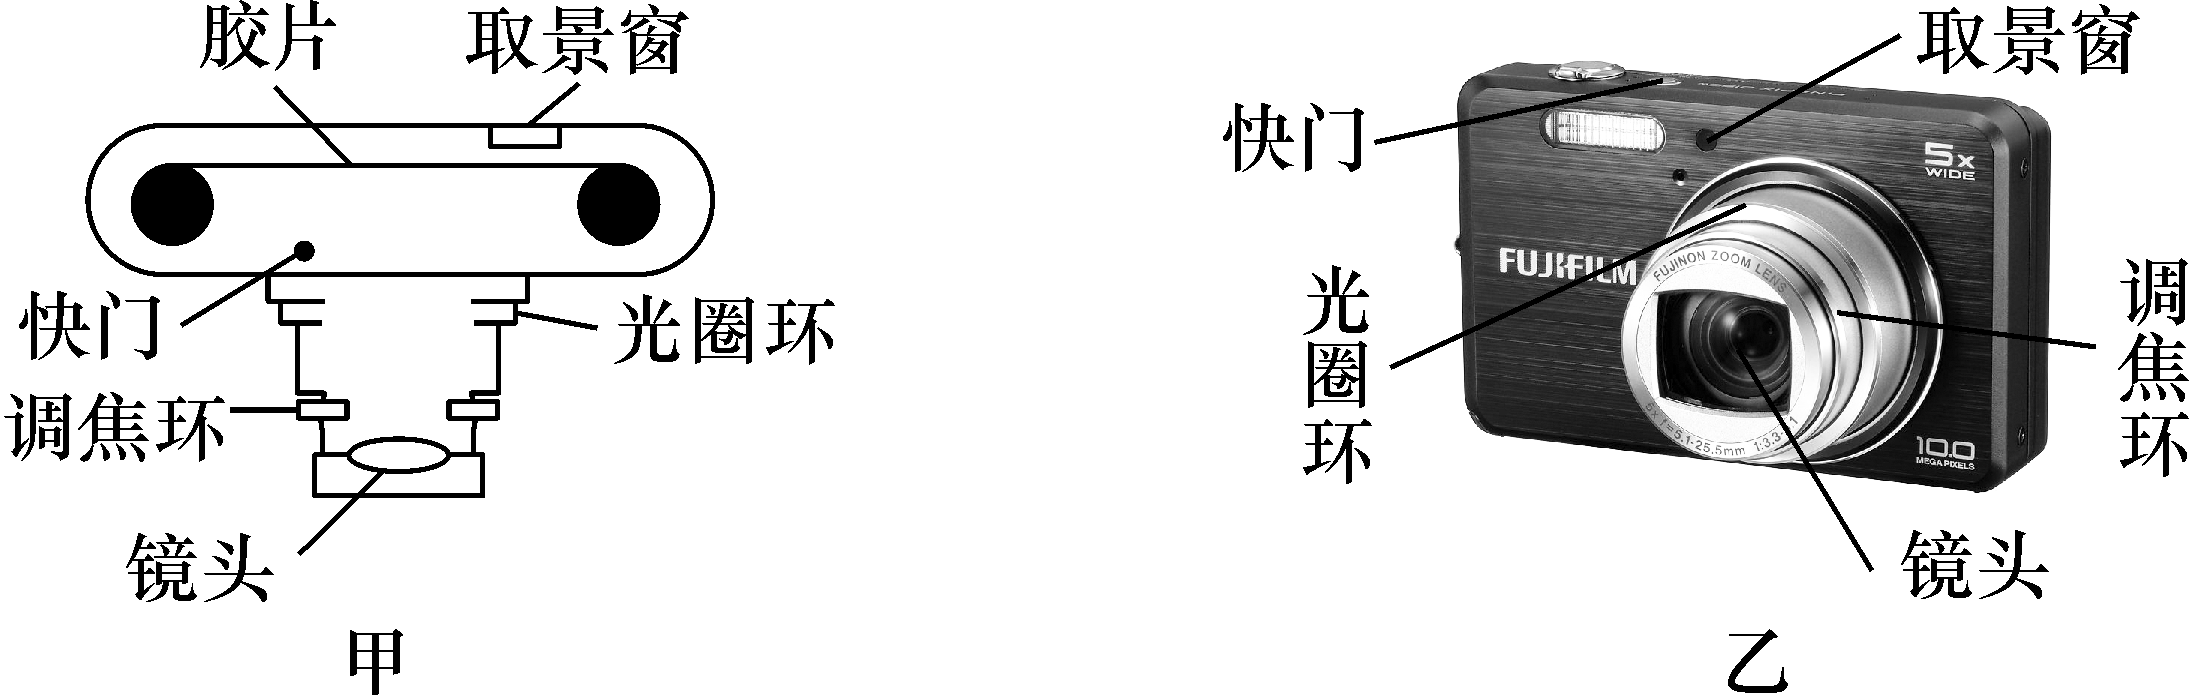 胶片
取景窗
快门
光圈环
调焦环
镜头
甲
取景窗
快门
5x
WIDE
FUJIFILM
FUJINON ZOOM LENS
光圈环
调焦环
10.0
MEGA PIXELS
镜头
乙